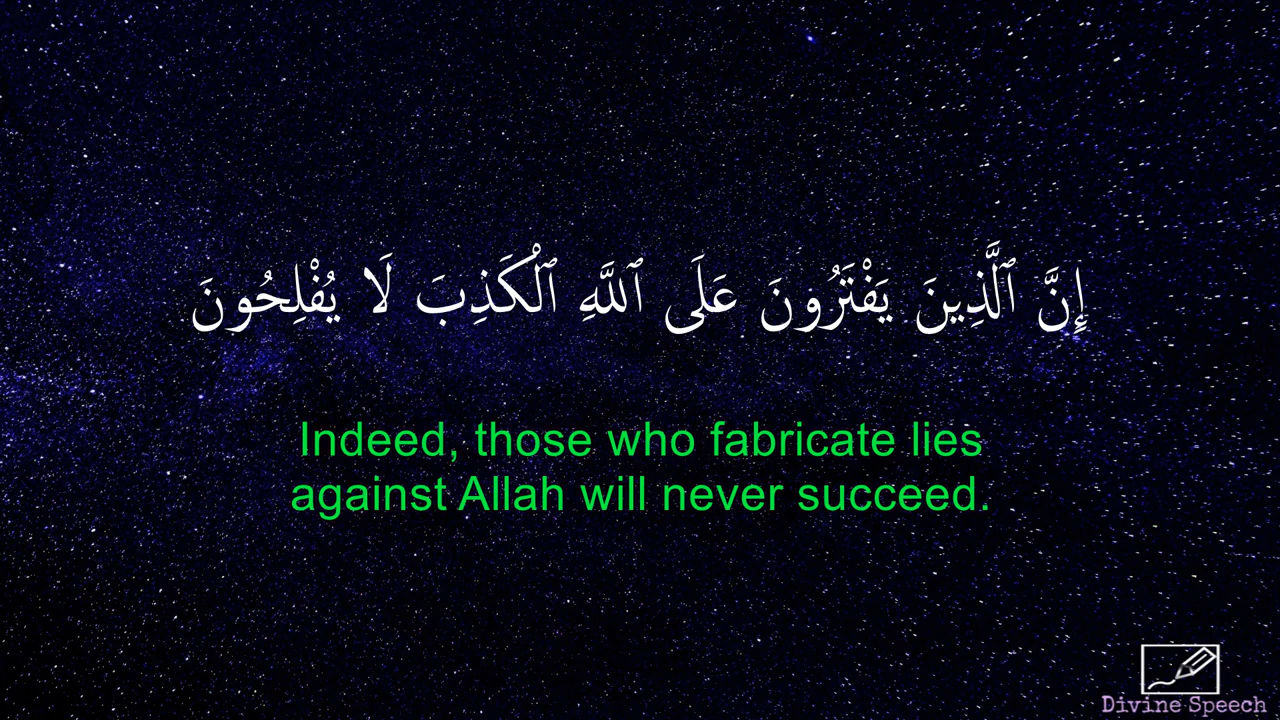 إِنَّ ٱلَّذِينَ يَفْتَرُونَ عَلَى ٱللَّهِ ٱلْكَذِبَ لَا يُفْلِحُونَ
Indeed, those who fabricate lies
against Allah will never succeed.
Divine Speech